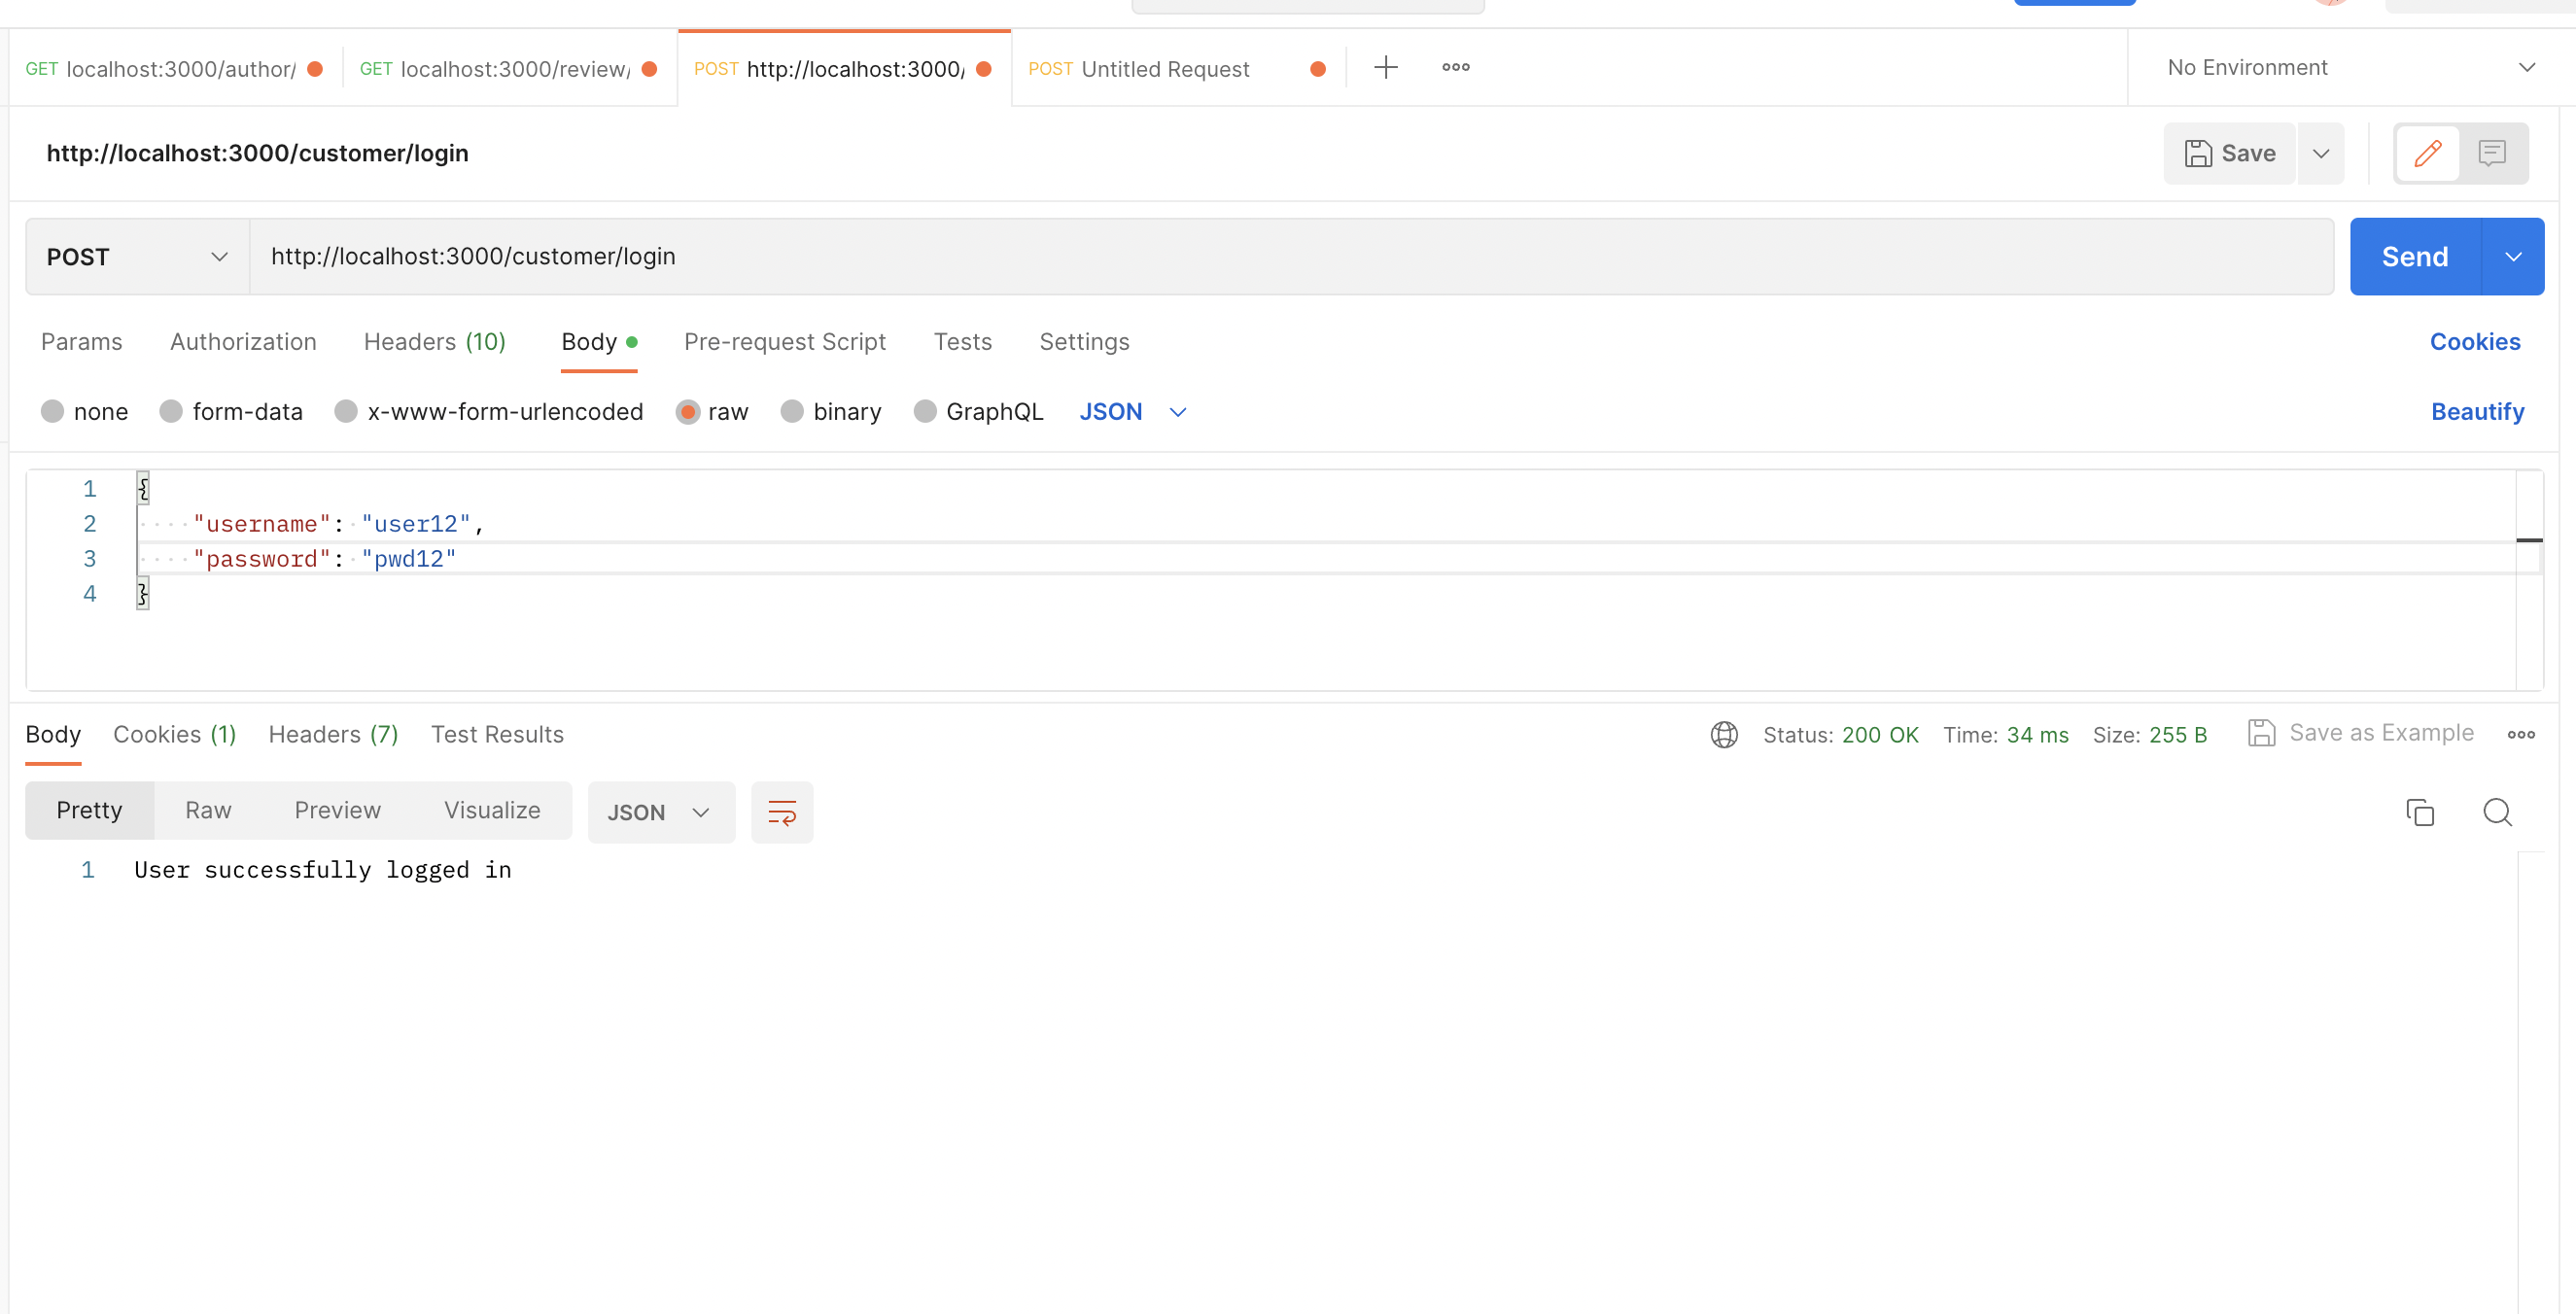 GET localhost:3000/author/ GET localhost:3000/review/ POST http://localhost:3000/ POST Untitled Request No Environment
http://localhost:3000/customer/login Save
POST http://localhost:3000/customer/login Send
Params Authorization Headers (10) Body Pre-request Script Tests Settings Cookies
none form-data x-www-form-urlencoded raw binary GraphQL JSON Beautify
1 {
2 "username": "user12",
3 "password": "pwd12"
4 }
Body Cookies (1) Headers (7) Test Results Status: 200 OK Time: 34 ms Size: 255 B Save as Example
Pretty Raw Preview Visualize JSON
1 User successfully logged in